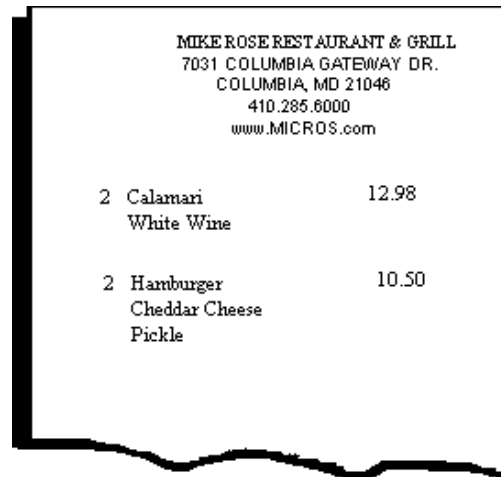 MIKE ROSE RESTAURANT & GRILL
7031 COLUMBIA GATEWAY DR.
COLUMBIA, MD 21046
410.285.6000
www.MICROS.com
2 Calamari 12.98
White Wine
2 Hamburger 10.50
Cheddar Cheese
Pickle